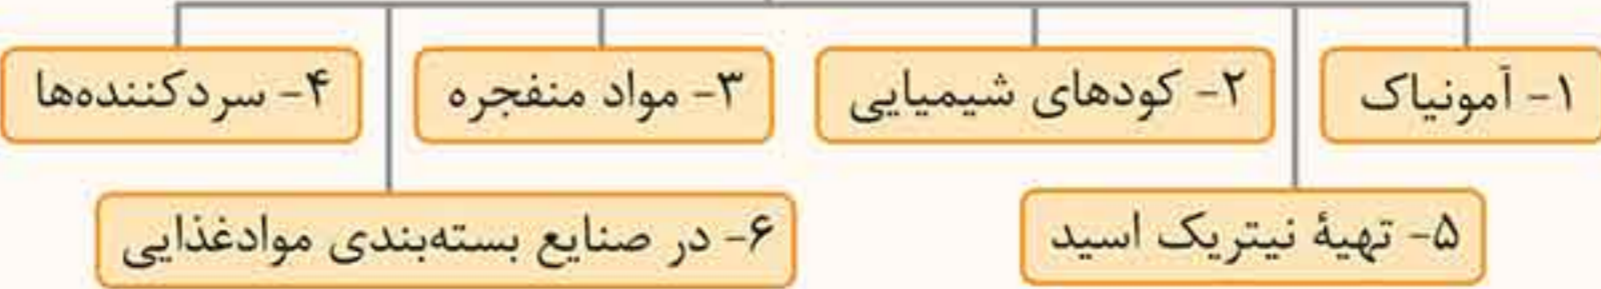 ۱- آمونیاک
۲- کودهای شیمیایی
۳- مواد منفجره
۴- سردکننده‌ها
۵- تهیهٔ نیتریک اسید
۶- در صنایع بسته‌بندی موادغذایی